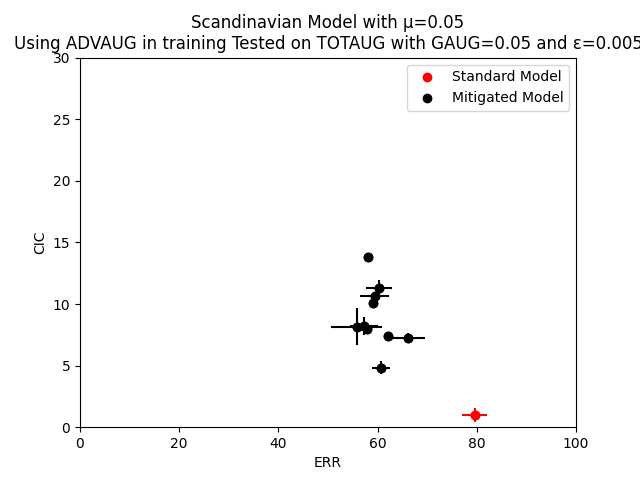 Scandinavian Model with μ=0.05
Using ADVAUG in training Tested on TOTAUG with GAUG=0.05 and ε=0.005
Standard Model
Mitigated Model
30
25
20
15
10
5
0
CIC
0 20 40 60 80 100
ERR